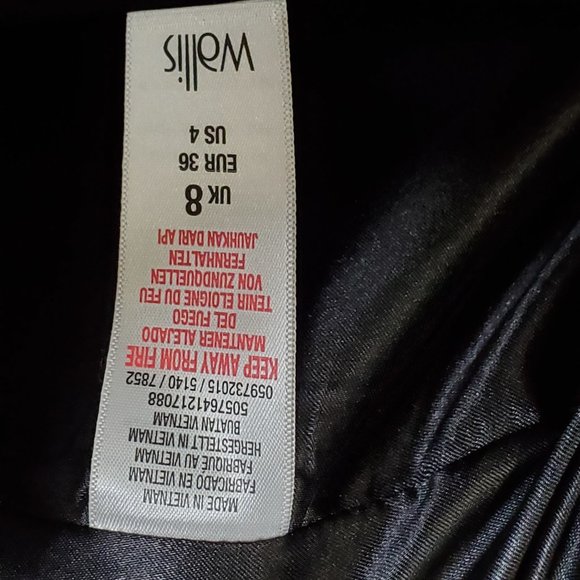 MADE IN VIETNAM
FABRICADO EN VIETNAM
FABRIQUE AU VIETNAM
HERGESTELLT IN VIETNAM
BUATAN VIETNAM
5057641217088
059732015 / 5140 / 7852
KEEP AWAY FROM FIRE
MANTENER ALEJADO
DEL FUEGO
TENIR ELOIGNE DU FEU
VON ZUNDQUELLEN
FERNHALTEN
JAUHKAN DARI API
UK 8
EUR 36
US 4
wallis